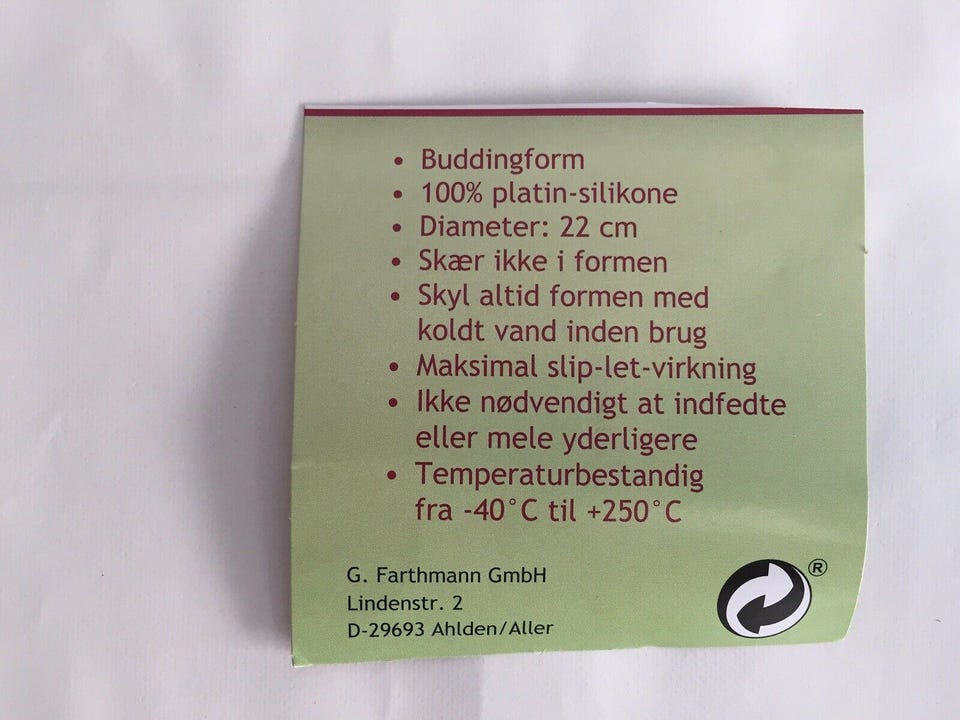 • Buddingform
• 100% platin-silikone
• Diameter: 22 cm
• Skær ikke i formen
• Skyl altid formen med
koldt vand inden brug
• Maksimal slip-let-virkning
• Ikke nødvendigt at indfedte
eller mele yderligere
• Temperaturbestandig
fra -40°C til +250°C
G. Farthmann GmbH
Lindenstr. 2
D-29693 Ahlden/Aller
®